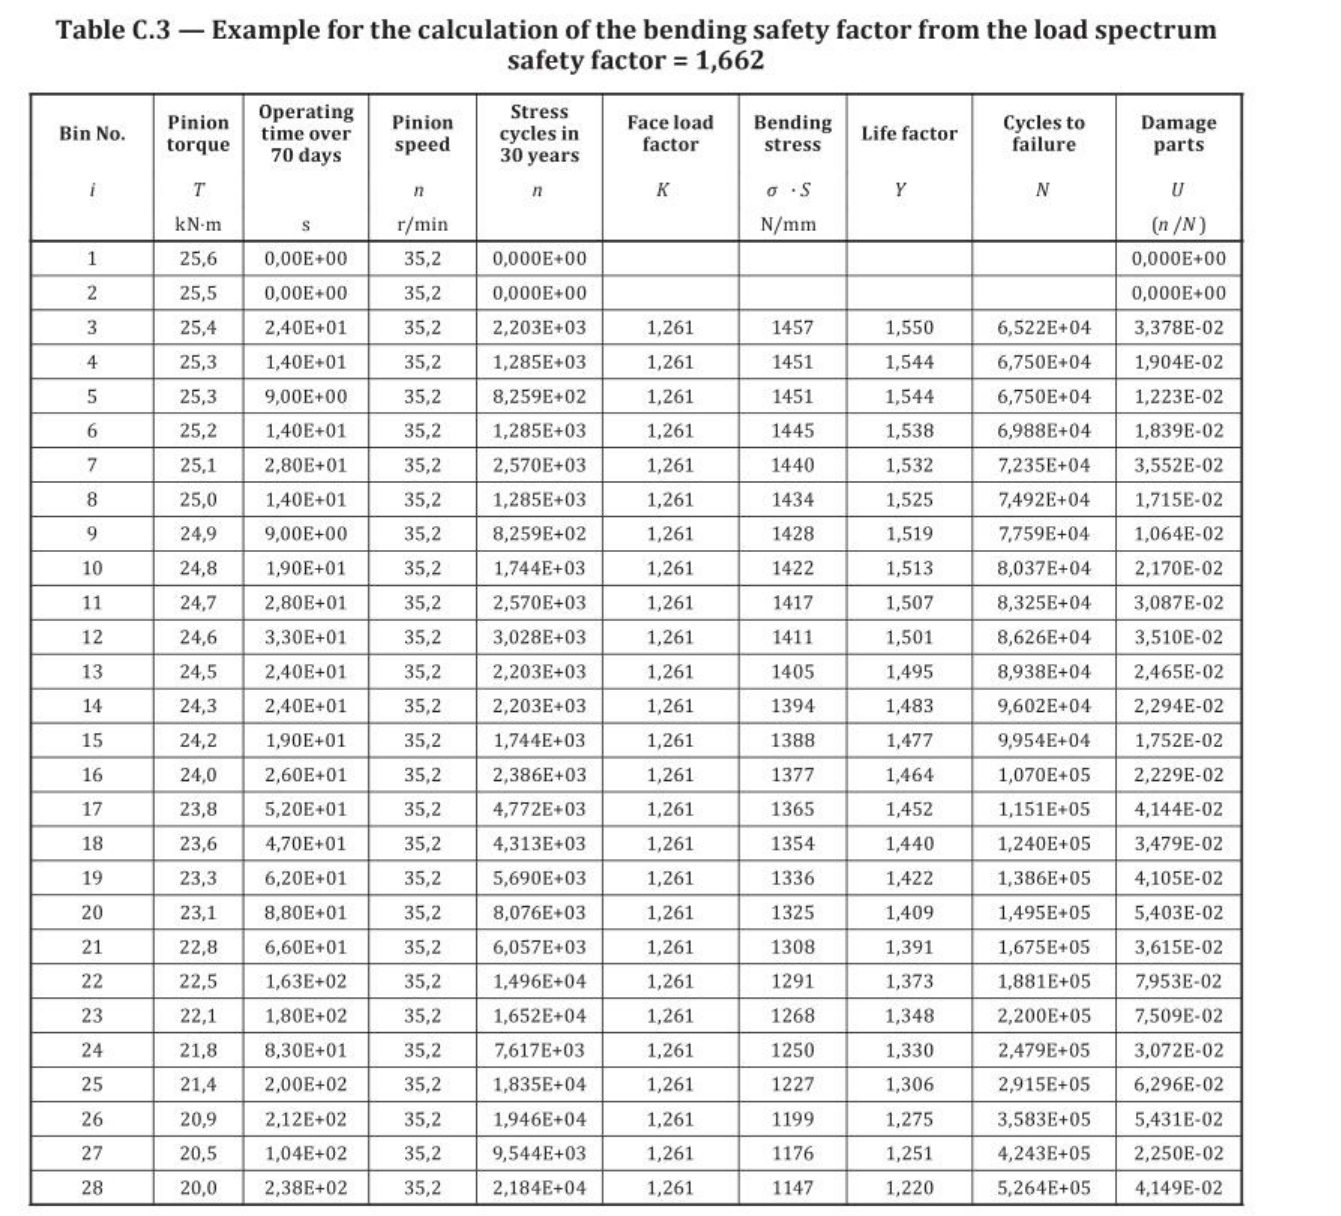 Table C.3 — Example for the calculation of the bending safety factor from the load spectrum
safety factor = 1,662
Bin No. Pinion torque Operating time over 70 days Pinion speed Stress cycles in 30 years Face load factor Bending stress Life factor Cycles to failure Damage parts
i T n n K σ ·S Y N U
kN·m s r/min N/mm (n /N)
1 25,6 0,00E+00 35,2 0,000E+00 0,000E+00
2 25,5 0,00E+00 35,2 0,000E+00 0,000E+00
3 25,4 2,40E+01 35,2 2,203E+03 1,261 1457 1,550 6,522E+04 3,378E-02
4 25,3 1,40E+01 35,2 1,285E+03 1,261 1451 1,544 6,750E+04 1,904E-02
5 25,3 9,00E+00 35,2 8,259E+02 1,261 1451 1,544 6,750E+04 1,223E-02
6 25,2 1,40E+01 35,2 1,285E+03 1,261 1445 1,538 6,988E+04 1,839E-02
7 25,1 2,80E+01 35,2 2,570E+03 1,261 1440 1,532 7,235E+04 3,552E-02
8 25,0 1,40E+01 35,2 1,285E+03 1,261 1434 1,525 7,492E+04 1,715E-02
9 24,9 9,00E+00 35,2 8,259E+02 1,261 1428 1,519 7,759E+04 1,064E-02
10 24,8 1,90E+01 35,2 1,744E+03 1,261 1422 1,513 8,037E+04 2,170E-02
11 24,7 2,80E+01 35,2 2,570E+03 1,261 1417 1,507 8,325E+04 3,087E-02
12 24,6 3,30E+01 35,2 3,028E+03 1,261 1411 1,501 8,626E+04 3,510E-02
13 24,5 2,40E+01 35,2 2,203E+03 1,261 1405 1,495 8,938E+04 2,465E-02
14 24,3 2,40E+01 35,2 2,203E+03 1,261 1394 1,483 9,602E+04 2,294E-02
15 24,2 1,90E+01 35,2 1,744E+03 1,261 1388 1,477 9,954E+04 1,752E-02
16 24,0 2,60E+01 35,2 2,386E+03 1,261 1377 1,464 1,070E+05 2,229E-02
17 23,8 5,20E+01 35,2 4,772E+03 1,261 1365 1,452 1,151E+05 4,144E-02
18 23,6 4,70E+01 35,2 4,313E+03 1,261 1354 1,440 1,240E+05 3,479E-02
19 23,3 6,20E+01 35,2 5,690E+03 1,261 1336 1,422 1,386E+05 4,105E-02
20 23,1 8,80E+01 35,2 8,076E+03 1,261 1325 1,409 1,495E+05 5,403E-02
21 22,8 6,60E+01 35,2 6,057E+03 1,261 1308 1,391 1,675E+05 3,615E-02
22 22,5 1,63E+02 35,2 1,496E+04 1,261 1291 1,373 1,881E+05 7,953E-02
23 22,1 1,80E+02 35,2 1,652E+04 1,261 1268 1,348 2,200E+05 7,509E-02
24 21,8 8,30E+01 35,2 7,617E+03 1,261 1250 1,330 2,479E+05 3,072E-02
25 21,4 2,00E+02 35,2 1,835E+04 1,261 1227 1,306 2,915E+05 6,296E-02
26 20,9 2,12E+02 35,2 1,946E+04 1,261 1199 1,275 3,583E+05 5,431E-02
27 20,5 1,04E+02 35,2 9,544E+03 1,261 1176 1,251 4,243E+05 2,250E-02
28 20,0 2,38E+02 35,2 2,184E+04 1,261 1147 1,220 5,264E+05 4,149E-02